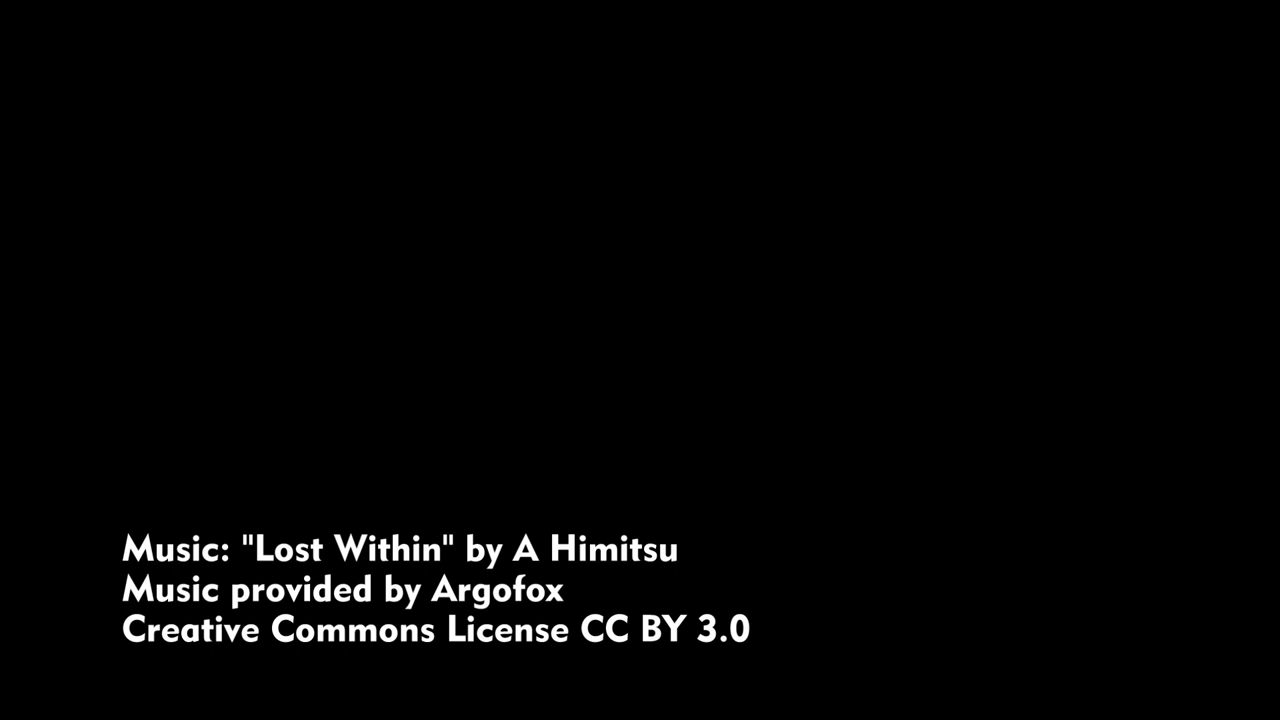 Music: "Lost Within" by A Himitsu
Music provided by Argofox
Creative Commons License CC BY 3.0